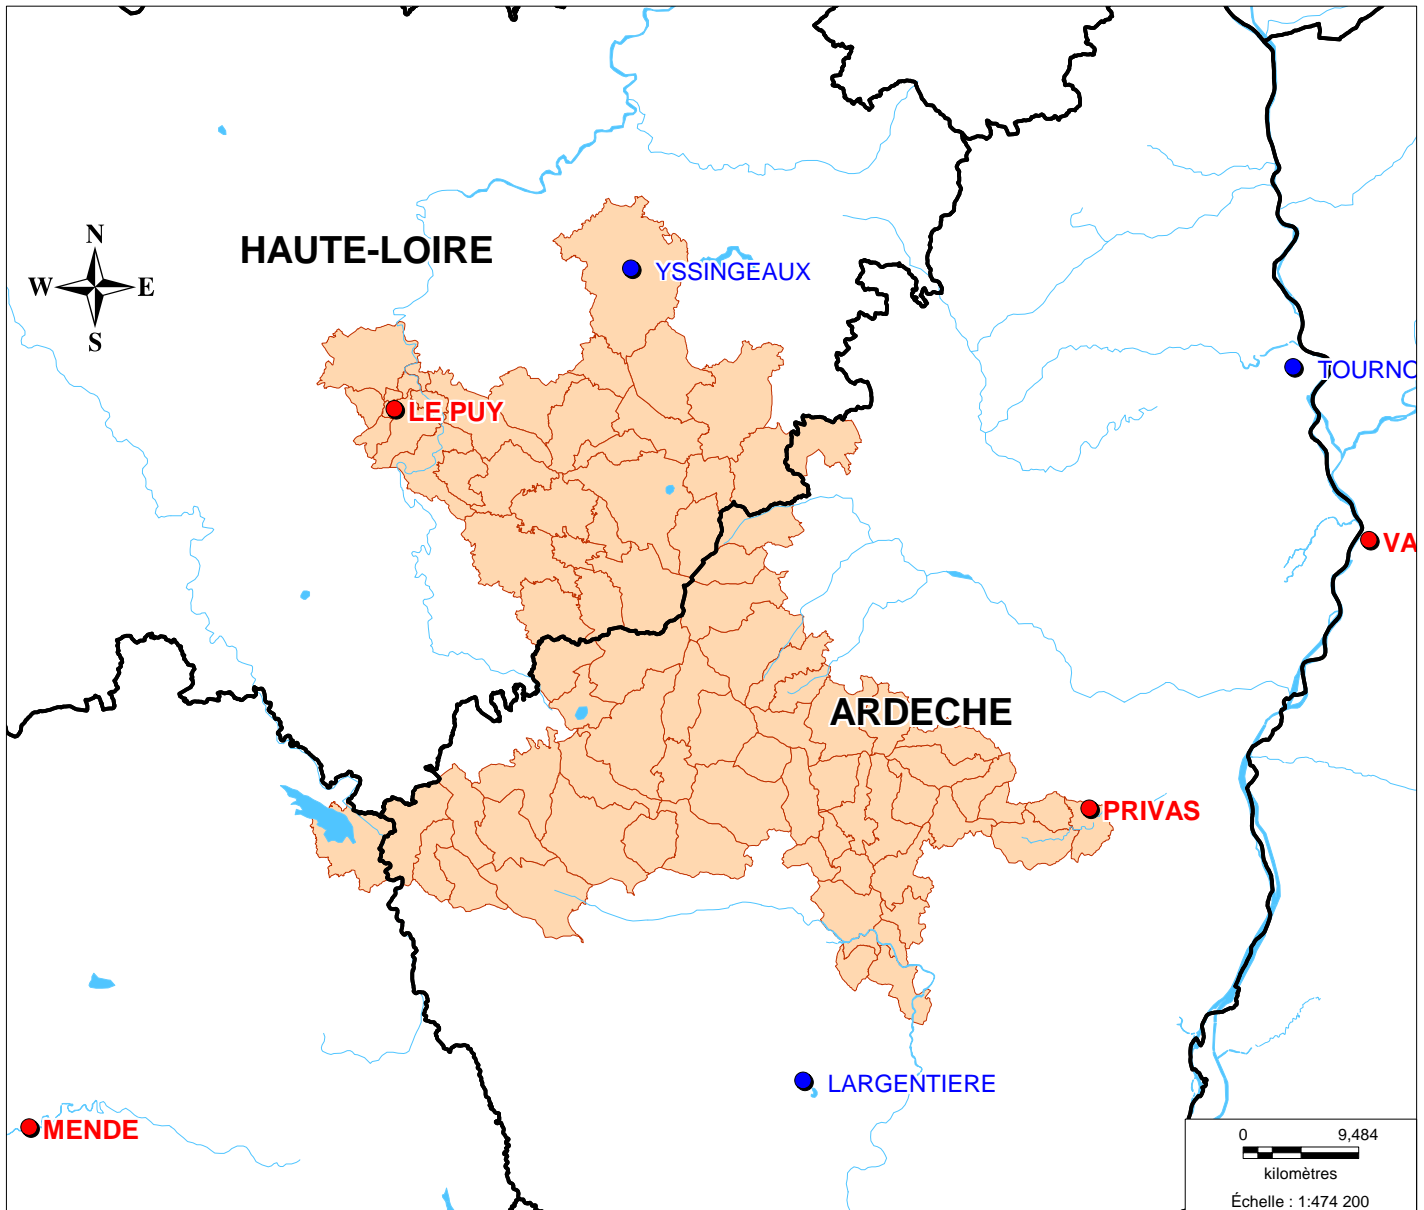 N
W E
S
HAUTE-LOIRE
YSSINGEAUX
TOURNO
LE PUY
VA
ARDECHE
PRIVAS
LARGENTIERE
MENDE
0 9,484
kilomètres
Échelle : 1:474 200